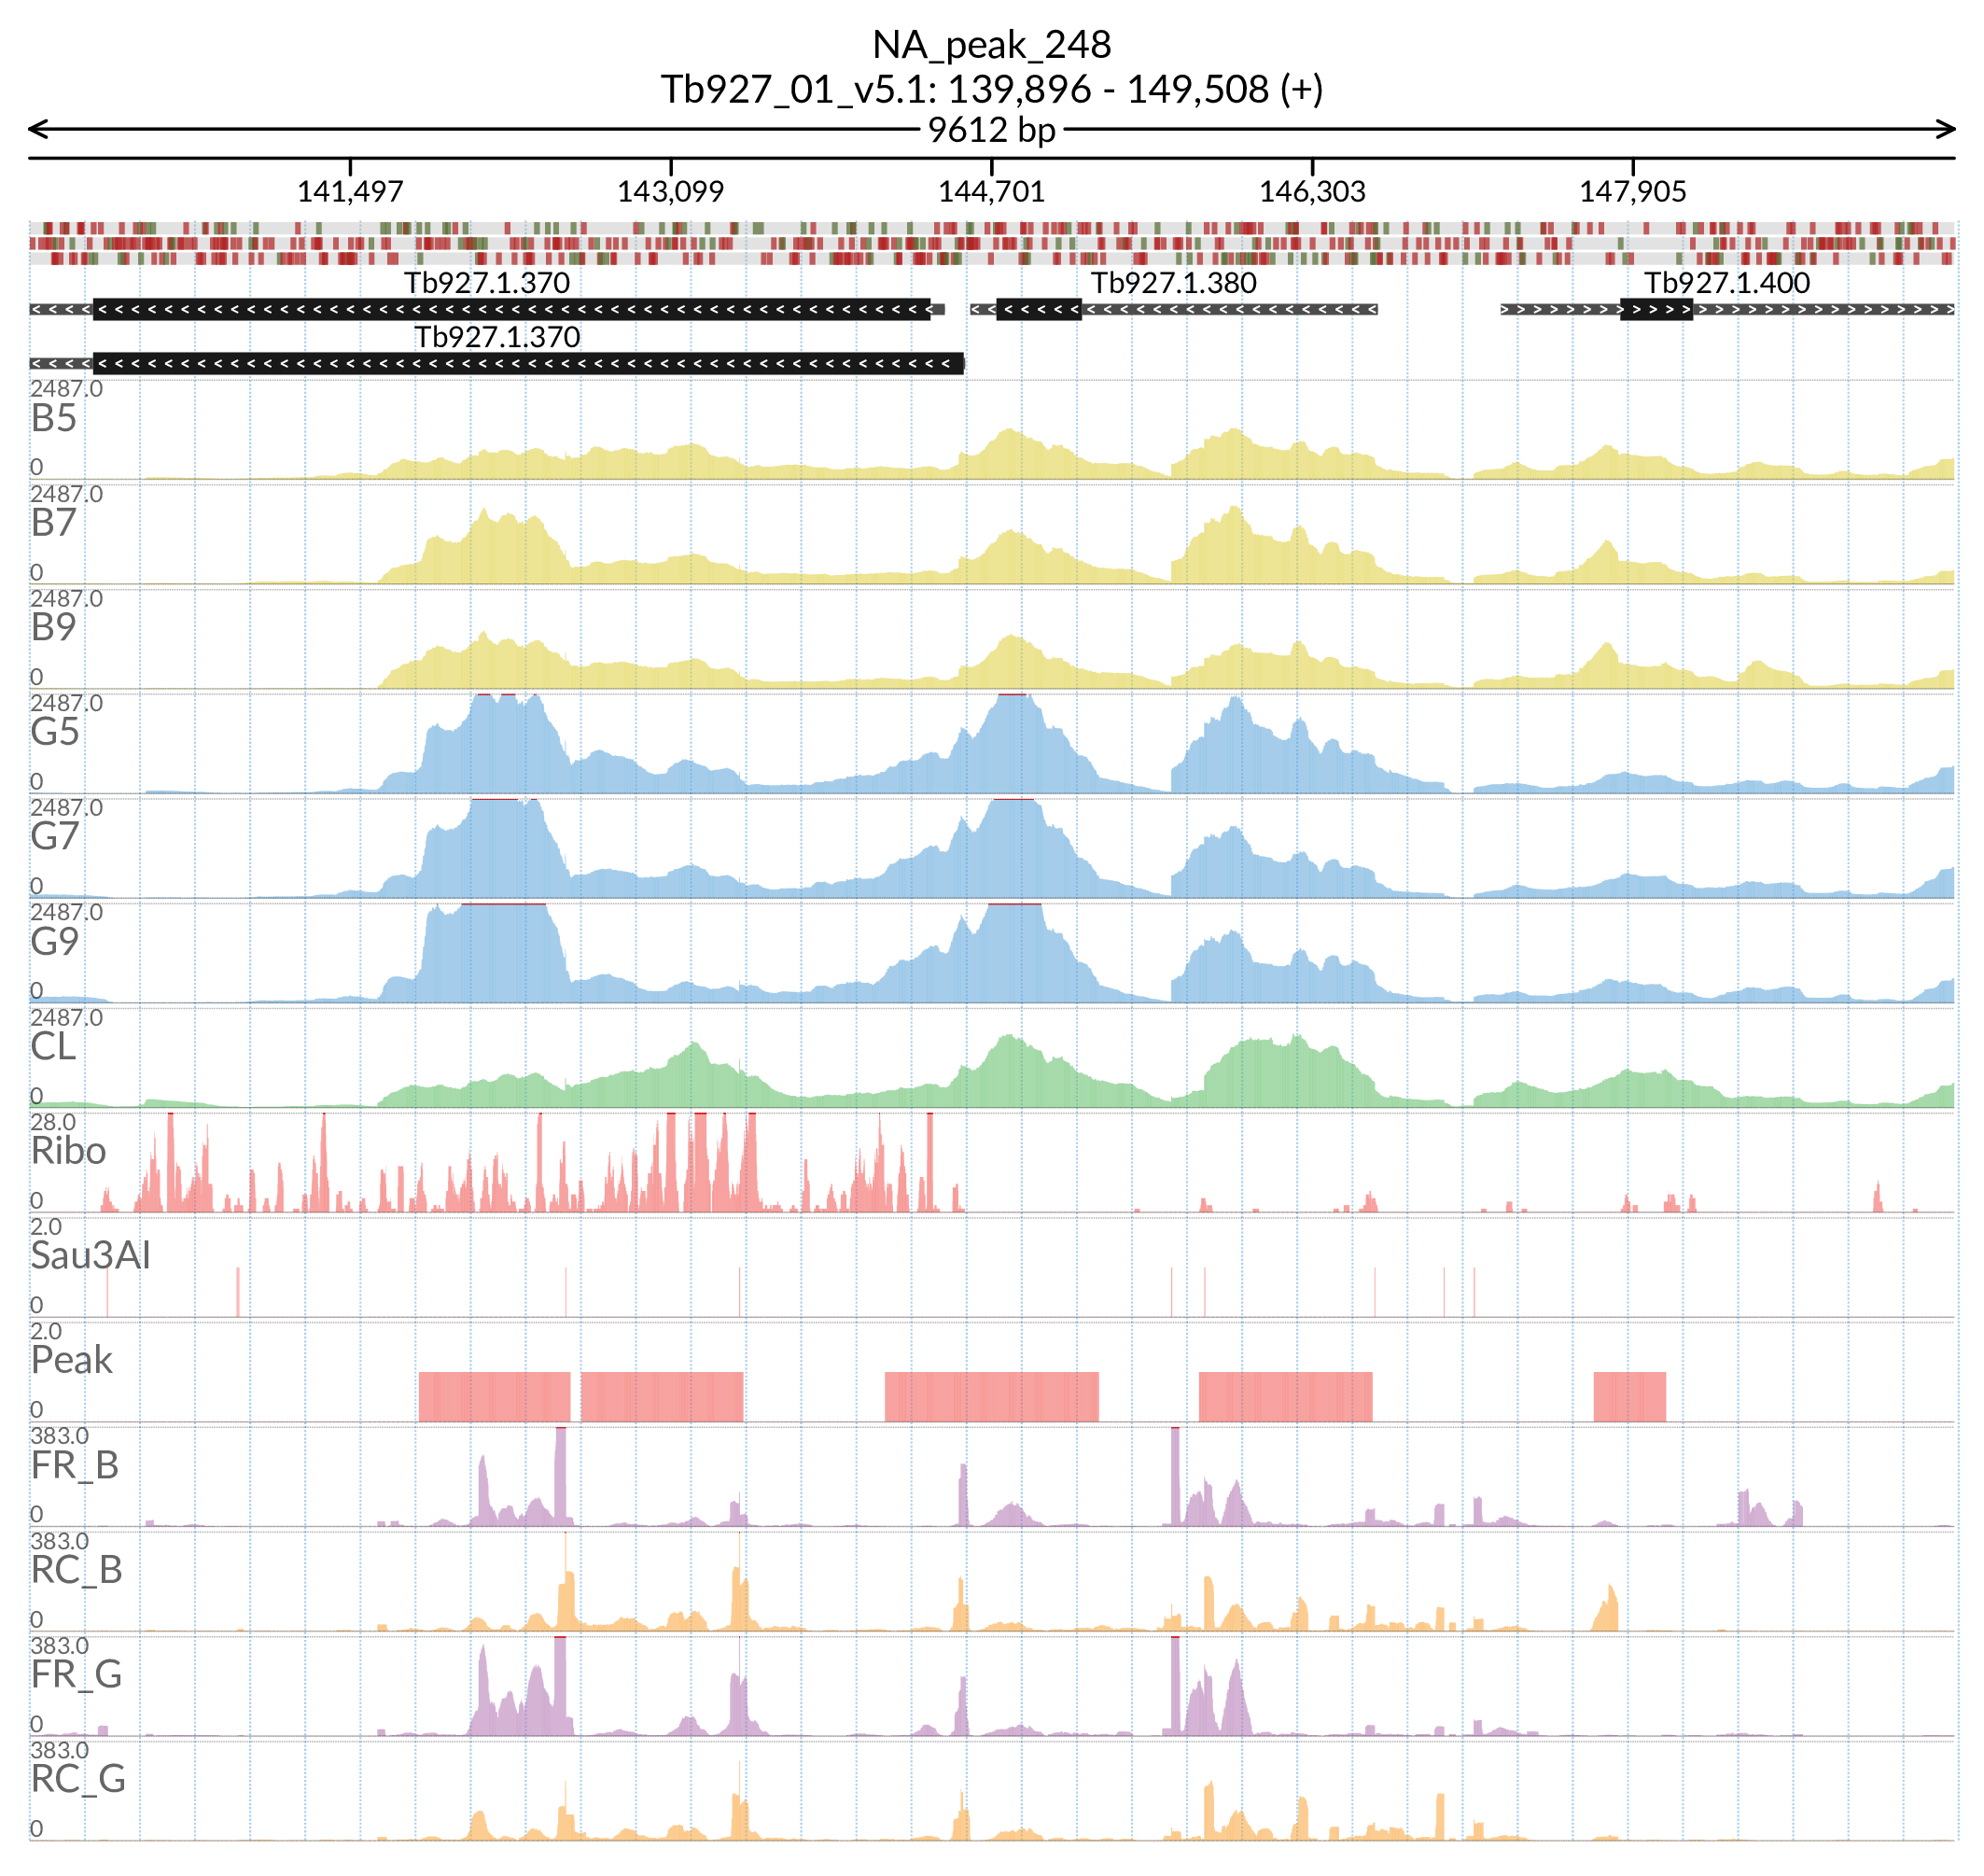 NA_peak_248
Tb927_01_v5.1: 139,896 - 149,508 (+)
9612 bp
141,497 143,099 144,701 146,303 147,905
Tb927.1.370 Tb927.1.380 Tb927.1.400
Tb927.1.370
2487.0
B5
0
2487.0
B7
0
2487.0
B9
0
2487.0
G5
0
2487.0
G7
0
2487.0
G9
0
2487.0
CL
0
28.0
Ribo
0
2.0
Sau3AI
0
2.0
Peak
0
383.0
FR_B
0
383.0
RC_B
0
383.0
FR_G
0
383.0
RC_G
0